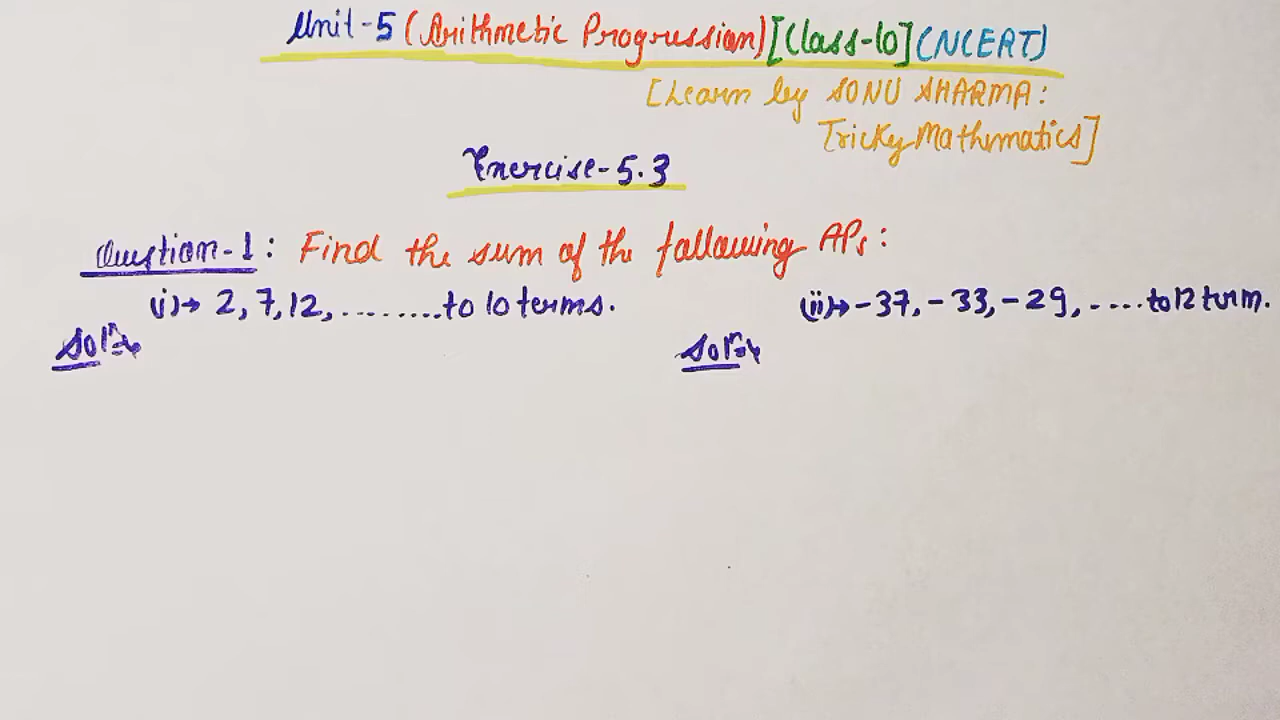 Unit-5 (Arithmetic Progression) [Class-10] (NCERT)
[Learn by SONU SHARMA:
Tricky Mathematics]
Exercise-5.3
Question-1: Find the sum of the following APs:
(i)→ 2, 7, 12, ......... to 10 terms.
(ii)→ -37, -33, -29, ..... to 12 term.
Solⁿ→
Solⁿ→